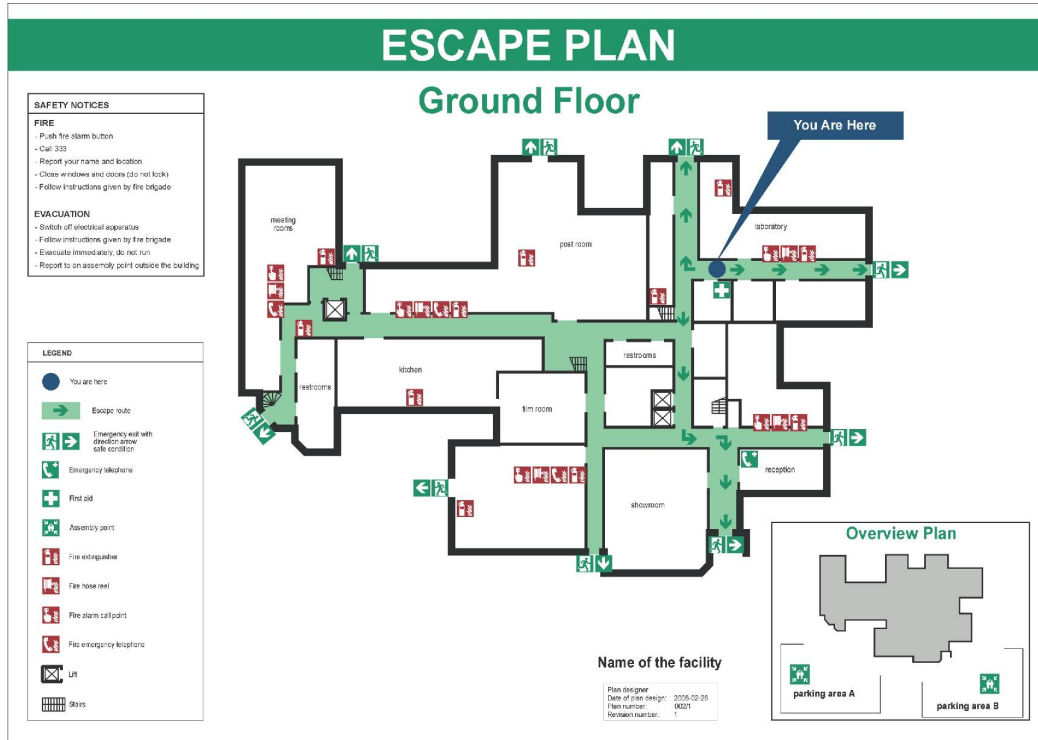 ESCAPE PLAN
Ground Floor
SAFETY NOTICES
FIRE
- Push fire alarm button
- Call 333
- Report your name and location
- Close windows and doors (do not lock)
- Follow instructions given by fire brigade
EVACUATION
- Switch off electrical apparatus
- Follow instructions given by fire brigade
- Evacuate immediately, do not run
- Report to an assembly point outside the building
You Are Here
meeting
rooms
post room
laboratory
restrooms
kitchen
restrooms
film room
showroom
reception
LEGEND
You are here
Escape route
Emergency exit with
direction arrow
safe condition
Emergency telephone
First aid
Assembly point
Fire extinguisher
Fire hose reel
Fire alarm call point
Fire emergency telephone
Lift
Stairs
Overview Plan
parking area A
parking area B
Name of the facility
Plan designer
Date of plan design: 2008-02-26
Plan number: 002/1
Revision number: 1